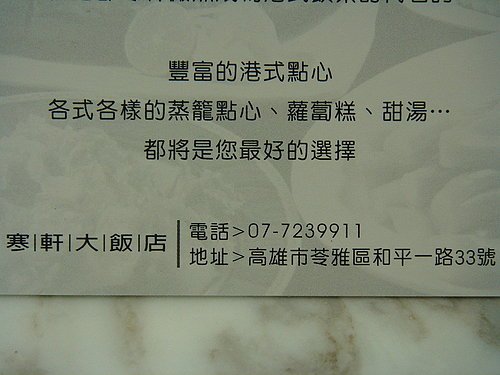 豐富的港式點心
各式各樣的蒸籠點心、蘿蔔糕、甜湯…
都將是您最好的選擇
寒|軒|大|飯|店
電話>07-7239911
地址>高雄市苓雅區和平一路33號